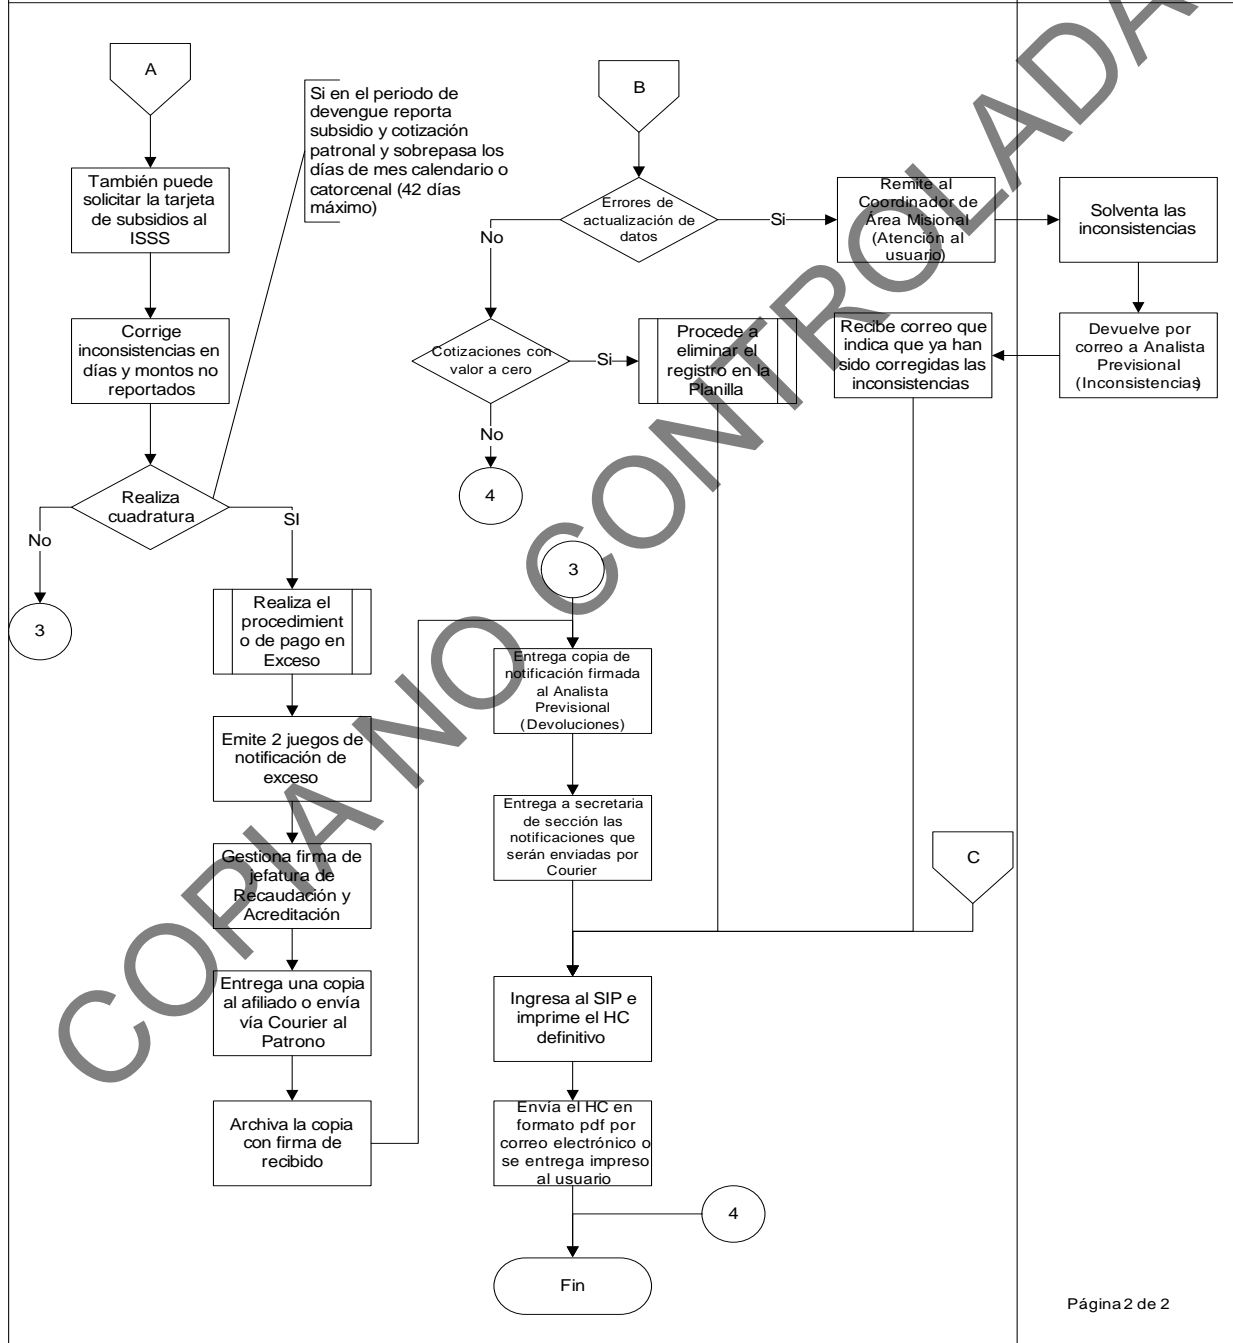 A
También puede
solicitar la tarjeta
de subsidios al
ISSS
Corrige
inconsistencias en
días y montos no
reportados
Realiza
cuadratura
No
SI
3
Si en el periodo de
devengue reporta
subsidio y cotización
patronal y sobrepasa los
días de mes calendario o
catorcenal (42 días
máximo)
Realiza el
procedimient
o de pago en
Exceso
Emite 2 juegos de
notificación de
exceso
Gestiona firma de
jefatura de
Recaudación y
Acreditación
Entrega una copia
al afiliado o envía
vía Courier al
Patrono
Archiva la copia
con firma de
recibido
B
Errores de
actualización de
datos
No
Si
Remite al
Coordinador de
Área Misional
(Atención al
usuario)
Solventa las
inconsistencias
Devuelve por
correo a Analista
Previsional
(Inconsistencias)
Recibe correo que
indica que ya han
sido corregidas las
inconsistencias
Cotizaciones con
valor a cero
Si
No
Procede a
eliminar el
registro en la
Planilla
4
3
Entrega copia de
notificación firmada
al Analista
Previsional
(Devoluciones)
Entrega a secretaria
de sección las
notificaciones que
serán enviadas por
Courier
C
Ingresa al SIP e
imprime el HC
definitivo
Envía el HC en
formato pdf por
correo electrónico o
se entrega impreso
al usuario
4
Fin
Página 2 de 2
COPIA NO CONTROLADA